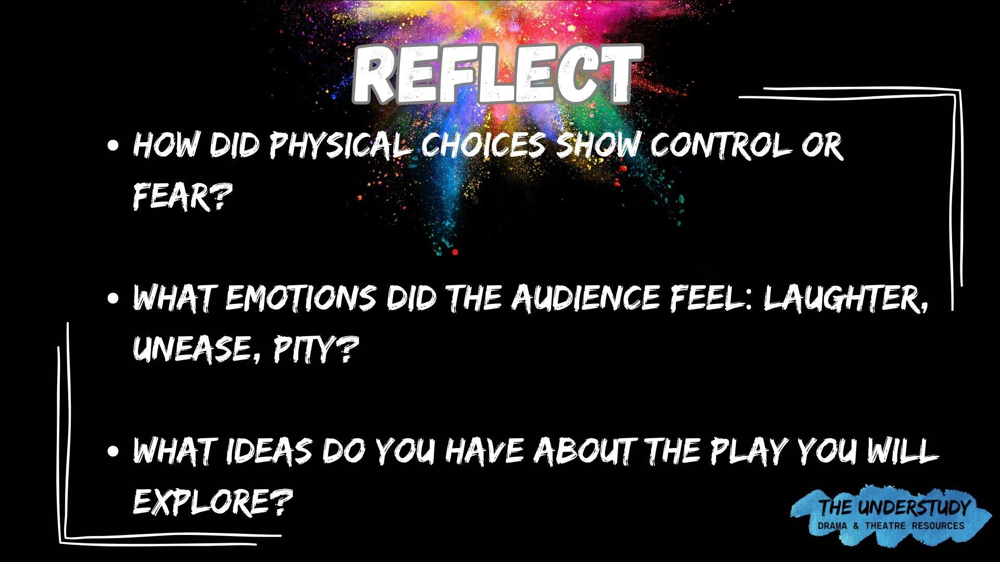 REFLECT
• HOW DID PHYSICAL CHOICES SHOW CONTROL OR
FEAR?
• WHAT EMOTIONS DID THE AUDIENCE FEEL: LAUGHTER,
UNEASE, PITY?
• WHAT IDEAS DO YOU HAVE ABOUT THE PLAY YOU WILL
EXPLORE?
THE UNDERSTUDY
DRAMA & THEATRE RESOURCES